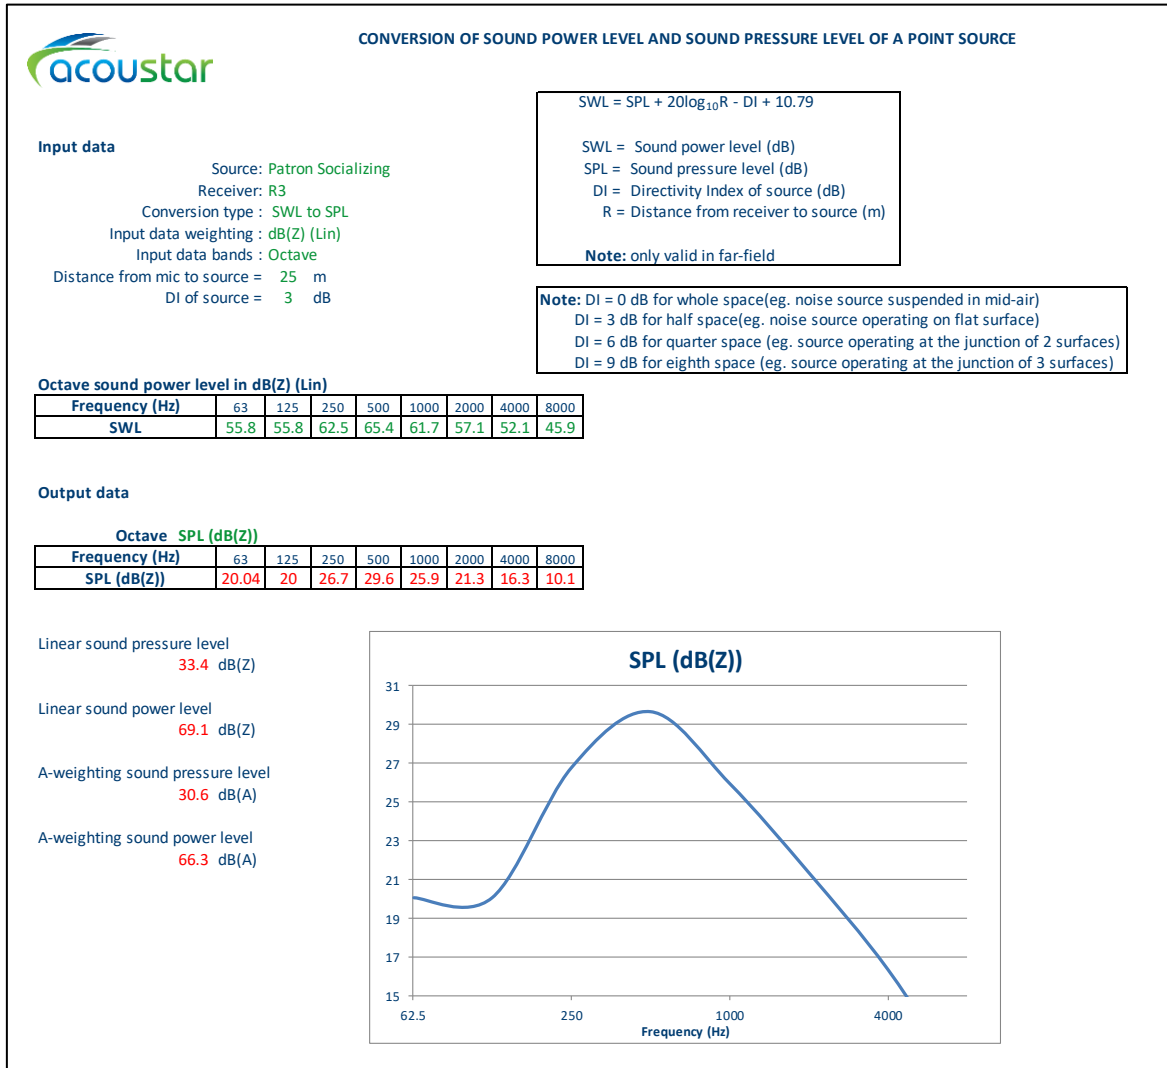 acoustar
CONVERSION OF SOUND POWER LEVEL AND SOUND PRESSURE LEVEL OF A POINT SOURCE
SWL = SPL + 20log₁₀R - DI + 10.79
SWL = Sound power level (dB)
SPL = Sound pressure level (dB)
DI = Directivity Index of source (dB)
R = Distance from receiver to source (m)
Note: only valid in far-field
Input data
Source: Patron Socializing
Receiver: R3
Conversion type : SWL to SPL
Input data weighting : dB(Z) (Lin)
Input data bands : Octave
Distance from mic to source = 25 m
DI of source = 3 dB
Note: DI = 0 dB for whole space(eg. noise source suspended in mid-air)
DI = 3 dB for half space(eg. noise source operating on flat surface)
DI = 6 dB for quarter space (eg. source operating at the junction of 2 surfaces)
DI = 9 dB for eighth space (eg. source operating at the junction of 3 surfaces)
Octave sound power level in dB(Z) (Lin)
Frequency (Hz) 63 125 250 500 1000 2000 4000 8000
SWL 55.8 55.8 62.5 65.4 61.7 57.1 52.1 45.9
Output data
Octave SPL (dB(Z))
Frequency (Hz) 63 125 250 500 1000 2000 4000 8000
SPL (dB(Z)) 20.04 20 26.7 29.6 25.9 21.3 16.3 10.1
Linear sound pressure level
33.4 dB(Z)
Linear sound power level
69.1 dB(Z)
A-weighting sound pressure level
30.6 dB(A)
A-weighting sound power level
66.3 dB(A)
SPL (dB(Z))
31
29
27
25
23
21
19
17
15
62.5 250 1000 4000
Frequency (Hz)